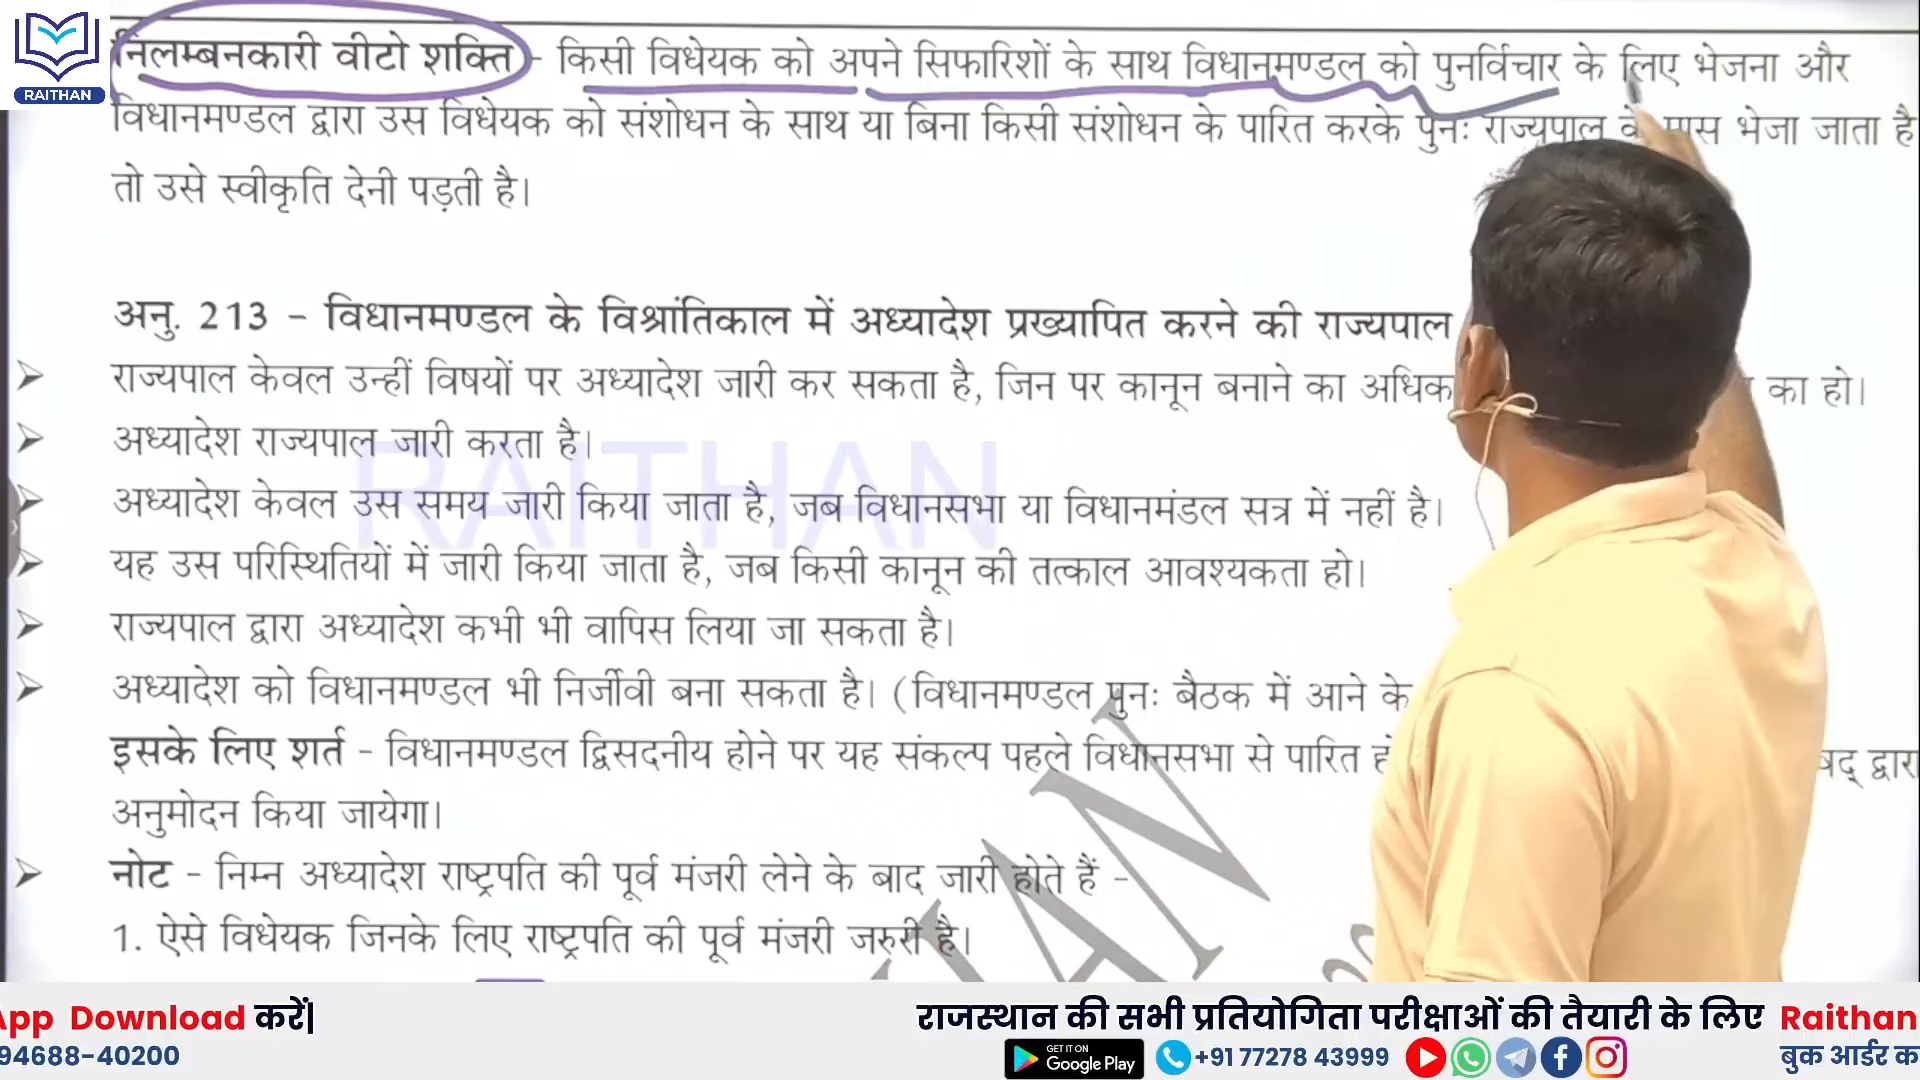 निलम्बनकारी वीटो शक्ति - किसी विधेयक को अपने सिफारिशों के साथ विधानमण्डल को पुनर्विचार के लिए भेजना और
RAITHAN
विधानमण्डल द्वारा उस विधेयक को संशोधन के साथ या बिना किसी संशोधन के पारित करके पुनः राज्यपाल के पास भेजा जाता है
तो उसे स्वीकृति देनी पड़ती है।
अनु. 213 - विधानमण्डल के विश्रांतिकाल में अध्यादेश प्रख्यापित करने की राज्यपाल
राज्यपाल केवल उन्हीं विषयों पर अध्यादेश जारी कर सकता है, जिन पर कानून बनाने का का हो।
अध्यादेश राज्यपाल जारी करता है।
RAITHAN
अध्यादेश केवल उस समय जारी किया जाता है, जब विधानसभा या विधानमंडल सत्र में नहीं है।
यह उस परिस्थितियों में जारी किया जाता है, जब किसी कानून की तत्काल आवश्यकता हो।
राज्यपाल द्वारा अध्यादेश कभी भी वापिस लिया जा सकता है।
अध्यादेश को विधानमण्डल भी निर्जीवी बना सकता है। (विधानमण्डल पुनः बैठक में आने के
इसके लिए शर्त - विधानमण्डल द्विसदनीय होने पर यह संकल्प पहले विधानसभा से पारित द्वारा
अनुमोदन किया जायेगा।
नोट - निम्न अध्यादेश राष्ट्रपति की पूर्व मंजरी लेने के बाद जारी होते हैं -
1. ऐसे विधेयक जिनके लिए राष्ट्रपति की पूर्व मंजरी जरुरी है।
App Download करें|
राजस्थान की सभी प्रतियोगिता परीक्षाओं की तैयारी के लिए Raithan
94688-40200
GET IT ON
Google Play
+91 77278 43999
बुक आर्डर